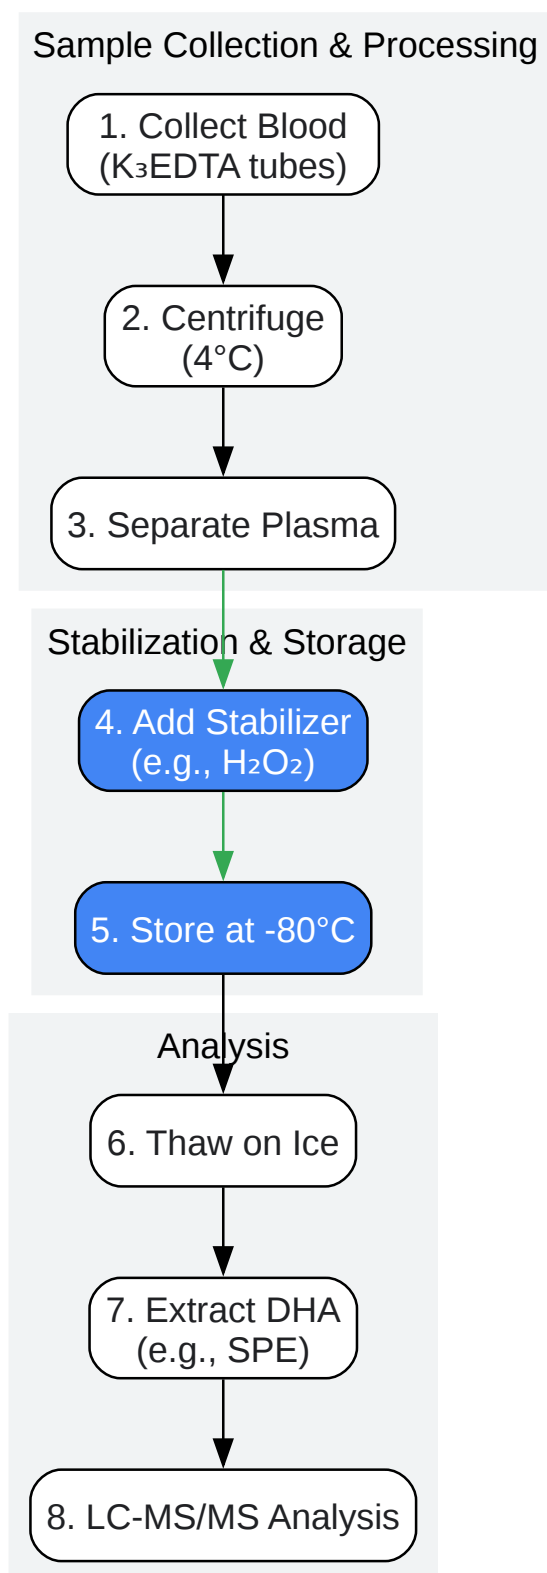 Sample Collection & Processing
1. Collect Blood
(K₃EDTA tubes)
2. Centrifuge
(4°C)
3. Separate Plasma
Stabilization & Storage
4. Add Stabilizer
(e.g., H₂O₂)
5. Store at -80°C
Analysis
6. Thaw on Ice
7. Extract DHA
(e.g., SPE)
8. LC-MS/MS Analysis